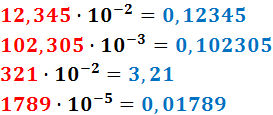 12,345 · 10⁻² = 0,12345
102,305 · 10⁻³ = 0,102305
321 · 10⁻² = 3,21
1789 · 10⁻⁵ = 0,01789